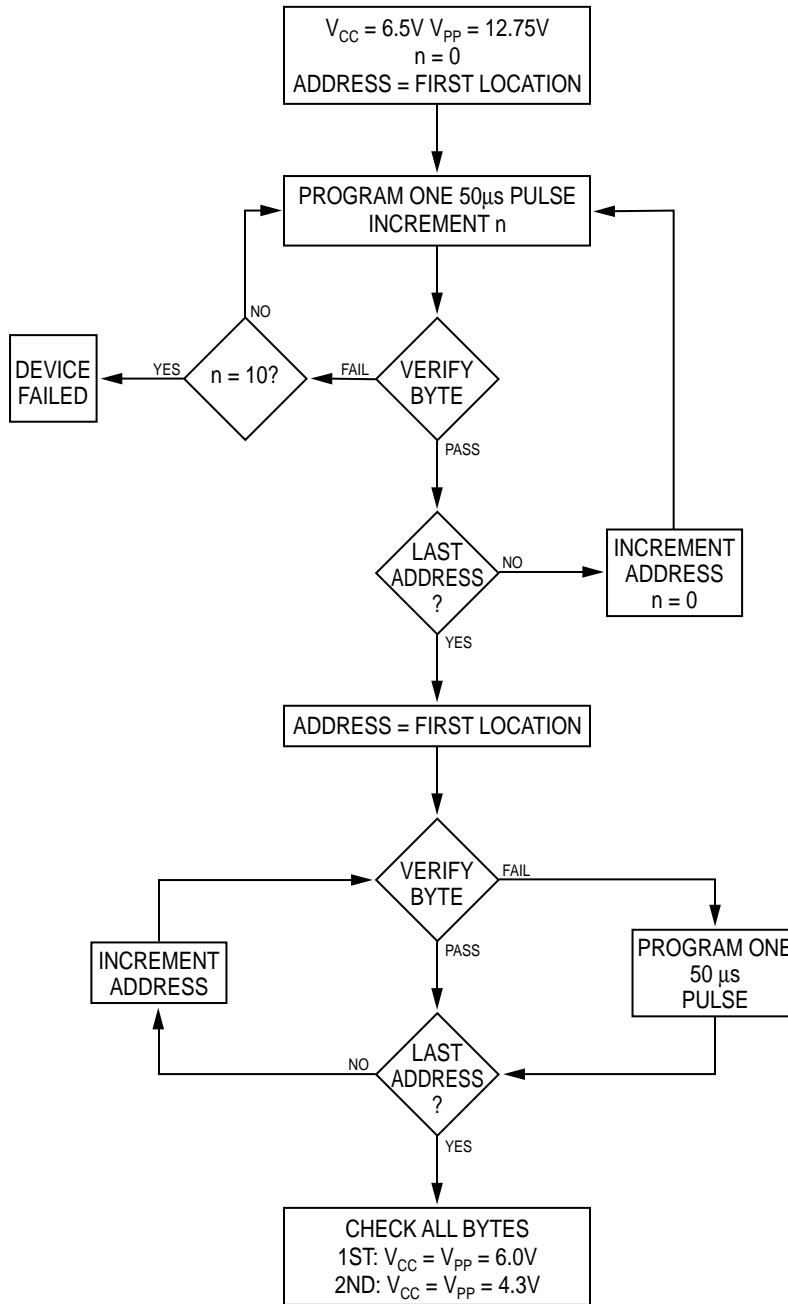 VCC = 6.5V VPP = 12.75V
n = 0
ADDRESS = FIRST LOCATION
PROGRAM ONE 50μs PULSE
INCREMENT n
NO
DEVICE
FAILED
YES
n = 10?
FAIL
VERIFY
BYTE
PASS
LAST
ADDRESS
?
NO
INCREMENT
ADDRESS
n = 0
YES
ADDRESS = FIRST LOCATION
VERIFY
BYTE
FAIL
PASS
INCREMENT
ADDRESS
PROGRAM ONE
50 μs
PULSE
NO
LAST
ADDRESS
?
YES
CHECK ALL BYTES
1ST: VCC = VPP = 6.0V
2ND: VCC = VPP = 4.3V